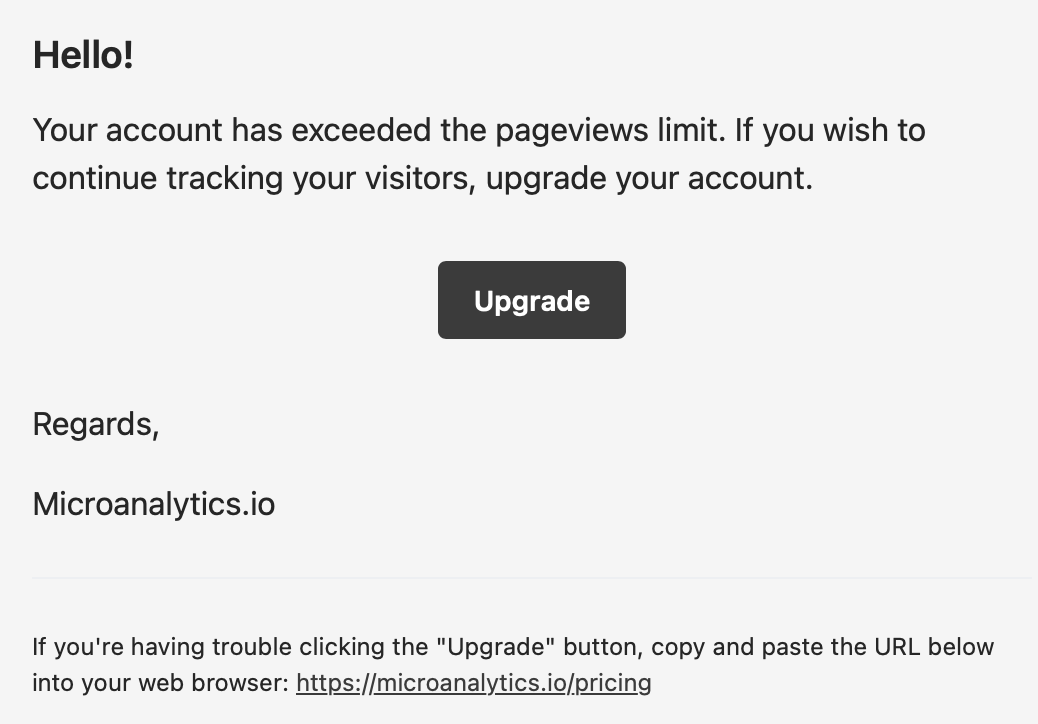 Hello!
Your account has exceeded the pageviews limit. If you wish to
continue tracking your visitors, upgrade your account.
Upgrade
Regards,
Microanalytics.io
If you're having trouble clicking the "Upgrade" button, copy and paste the URL below
into your web browser: https://microanalytics.io/pricing